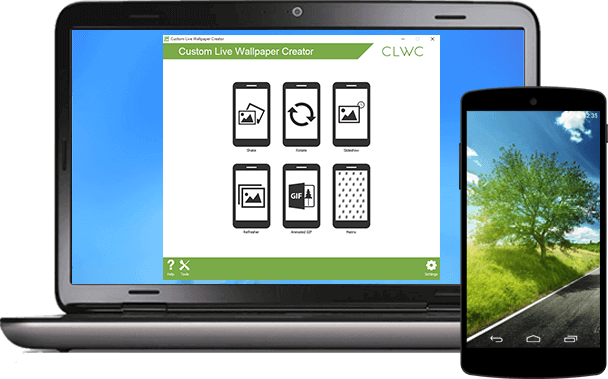 Custom Live Wallpaper Creator
Custom Live Wallpaper Creator
CLWC
Shake
Rotate
Slideshow
GIF
Refresher
Animated GIF
Matrix
Help
Tools
Settings
12:35